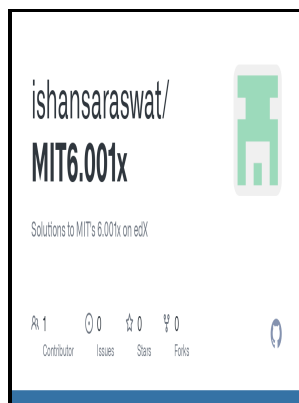 ishansaraswat/
MIT6.001x
Solutions to MIT's 6.001x on edX
1
Contributor
0
Issues
0
Stars
0
Forks